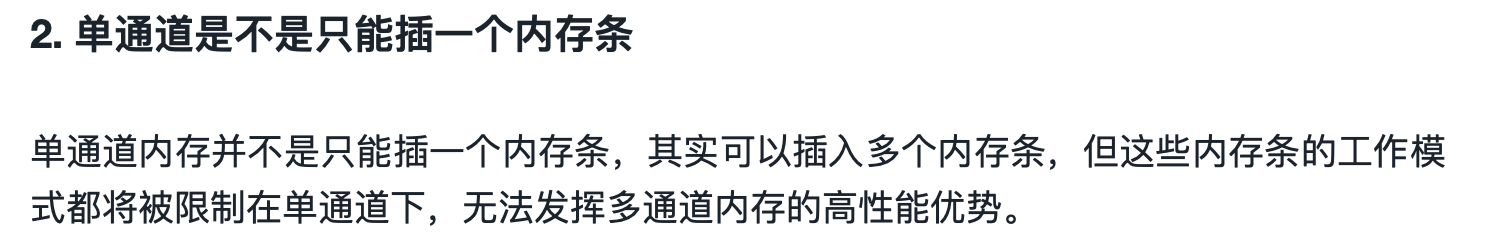 2. 单通道是不是只能插一个内存条
单通道内存并不是只能插一个内存条，其实可以插入多个内存条，但这些内存条的工作模
式都将被限制在单通道下，无法发挥多通道内存的高性能优势。